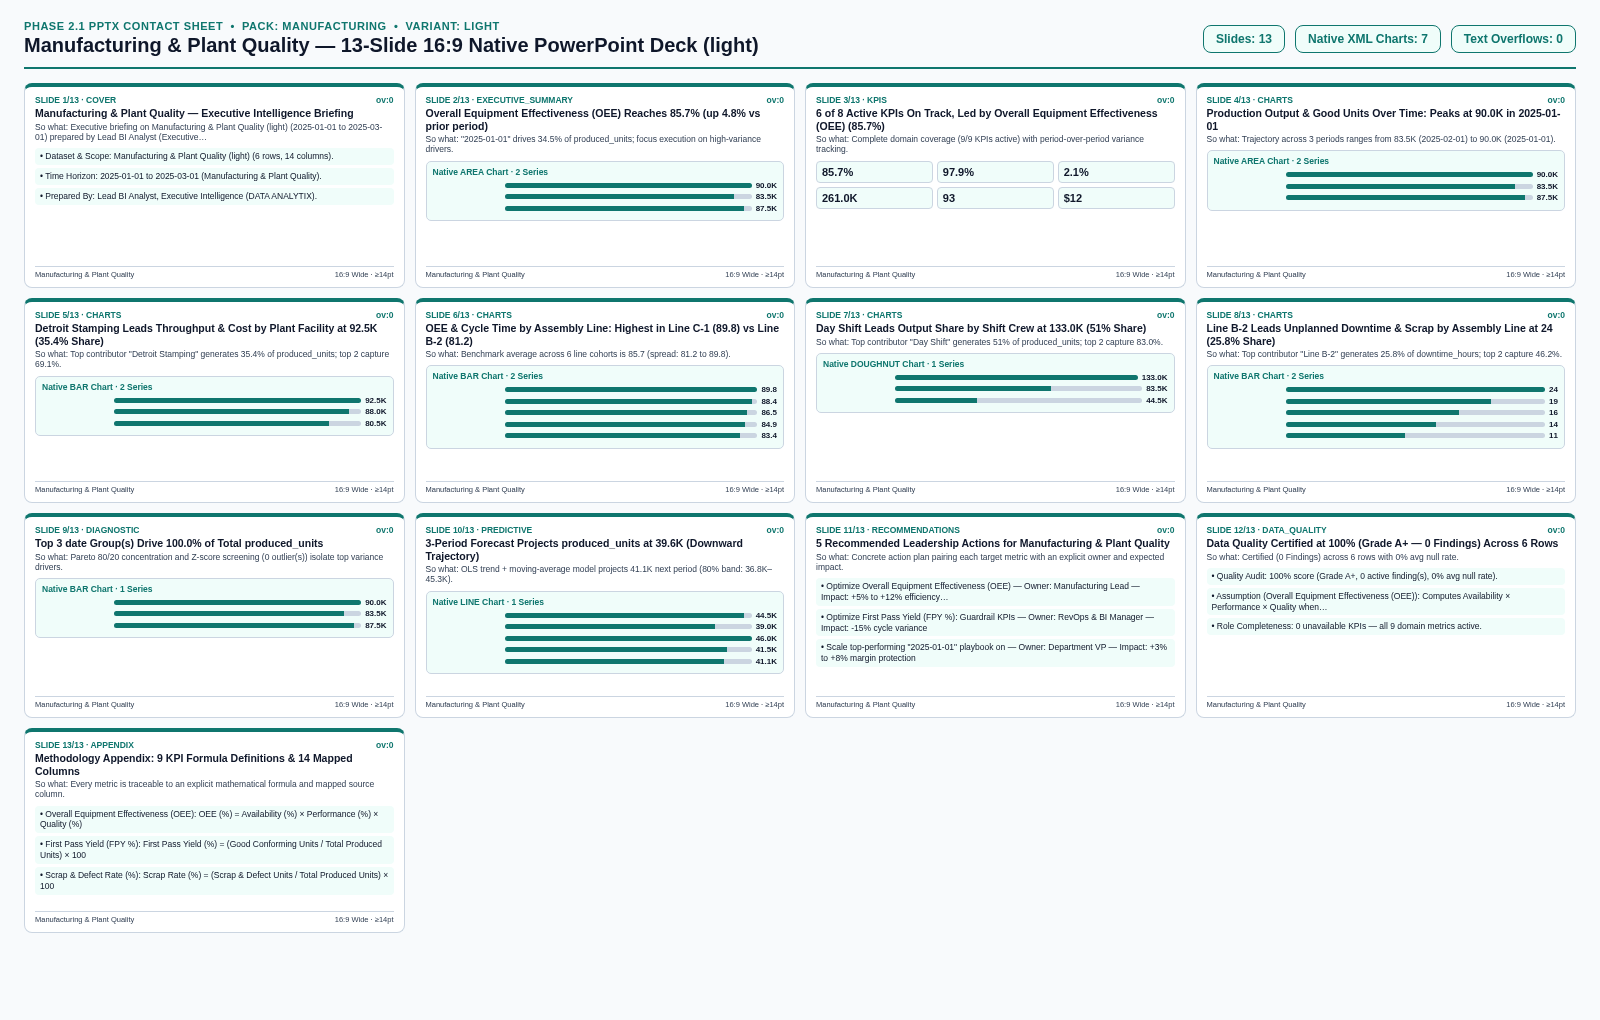 PHASE 2.1 PPTX CONTACT SHEET • PACK: MANUFACTURING • VARIANT: LIGHT
Manufacturing & Plant Quality — 13-Slide 16:9 Native PowerPoint Deck (light)
Slides: 13
Native XML Charts: 7
Text Overflows: 0
SLIDE 1/13 · COVER
ov:0
Manufacturing & Plant Quality — Executive Intelligence Briefing
So what: Executive briefing on Manufacturing & Plant Quality (light) (2025-01-01 to 2025-03-
01) prepared by Lead BI Analyst (Executive…
• Dataset & Scope: Manufacturing & Plant Quality (light) (6 rows, 14 columns).
• Time Horizon: 2025-01-01 to 2025-03-01 (Manufacturing & Plant Quality).
• Prepared By: Lead BI Analyst, Executive Intelligence (DATA ANALYTIX).
Manufacturing & Plant Quality
16:9 Wide · ≥14pt
SLIDE 2/13 · EXECUTIVE_SUMMARY
ov:0
Overall Equipment Effectiveness (OEE) Reaches 85.7% (up 4.8% vs
prior period)
So what: "2025-01-01" drives 34.5% of produced_units; focus execution on high-variance
drivers.
Native AREA Chart · 2 Series
90.0K
83.5K
87.5K
Manufacturing & Plant Quality
16:9 Wide · ≥14pt
SLIDE 3/13 · KPIS
ov:0
6 of 8 Active KPIs On Track, Led by Overall Equipment Effectiveness
(OEE) (85.7%)
So what: Complete domain coverage (9/9 KPIs active) with period-over-period variance
tracking.
85.7%
97.9%
2.1%
261.0K
93
$12
Manufacturing & Plant Quality
16:9 Wide · ≥14pt
SLIDE 4/13 · CHARTS
ov:0
Production Output & Good Units Over Time: Peaks at 90.0K in 2025-01-
01
So what: Trajectory across 3 periods ranges from 83.5K (2025-02-01) to 90.0K (2025-01-01).
Native AREA Chart · 2 Series
90.0K
83.5K
87.5K
Manufacturing & Plant Quality
16:9 Wide · ≥14pt
SLIDE 5/13 · CHARTS
ov:0
Detroit Stamping Leads Throughput & Cost by Plant Facility at 92.5K
(35.4% Share)
So what: Top contributor "Detroit Stamping" generates 35.4% of produced_units; top 2 capture
69.1%.
Native BAR Chart · 2 Series
92.5K
88.0K
80.5K
Manufacturing & Plant Quality
16:9 Wide · ≥14pt
SLIDE 6/13 · CHARTS
ov:0
OEE & Cycle Time by Assembly Line: Highest in Line C-1 (89.8) vs Line
B-2 (81.2)
So what: Benchmark average across 6 line cohorts is 85.7 (spread: 81.2 to 89.8).
Native BAR Chart · 2 Series
89.8
88.4
86.5
84.9
83.4
Manufacturing & Plant Quality
16:9 Wide · ≥14pt
SLIDE 7/13 · CHARTS
ov:0
Day Shift Leads Output Share by Shift Crew at 133.0K (51% Share)
So what: Top contributor "Day Shift" generates 51% of produced_units; top 2 capture 83.0%.
Native DOUGHNUT Chart · 1 Series
133.0K
83.5K
44.5K
Manufacturing & Plant Quality
16:9 Wide · ≥14pt
SLIDE 8/13 · CHARTS
ov:0
Line B-2 Leads Unplanned Downtime & Scrap by Assembly Line at 24
(25.8% Share)
So what: Top contributor "Line B-2" generates 25.8% of downtime_hours; top 2 capture 46.2%.
Native BAR Chart · 2 Series
24
19
16
14
11
Manufacturing & Plant Quality
16:9 Wide · ≥14pt
SLIDE 9/13 · DIAGNOSTIC
ov:0
Top 3 date Group(s) Drive 100.0% of Total produced_units
So what: Pareto 80/20 concentration and Z-score screening (0 outlier(s)) isolate top variance
drivers.
Native BAR Chart · 1 Series
90.0K
83.5K
87.5K
Manufacturing & Plant Quality
16:9 Wide · ≥14pt
SLIDE 10/13 · PREDICTIVE
ov:0
3-Period Forecast Projects produced_units at 39.6K (Downward
Trajectory)
So what: OLS trend + moving-average model projects 41.1K next period (80% band: 36.8K–
45.3K).
Native LINE Chart · 1 Series
44.5K
39.0K
46.0K
41.5K
41.1K
Manufacturing & Plant Quality
16:9 Wide · ≥14pt
SLIDE 11/13 · RECOMMENDATIONS
ov:0
5 Recommended Leadership Actions for Manufacturing & Plant Quality
So what: Concrete action plan pairing each target metric with an explicit owner and expected
impact.
• Optimize Overall Equipment Effectiveness (OEE) — Owner: Manufacturing Lead —
Impact: +5% to +12% efficiency…
• Optimize First Pass Yield (FPY %): Guardrail KPIs — Owner: RevOps & BI Manager —
Impact: -15% cycle variance
• Scale top-performing "2025-01-01" playbook on — Owner: Department VP — Impact: +3%
to +8% margin protection
Manufacturing & Plant Quality
16:9 Wide · ≥14pt
SLIDE 12/13 · DATA_QUALITY
ov:0
Data Quality Certified at 100% (Grade A+ — 0 Findings) Across 6 Rows
So what: Certified (0 Findings) across 6 rows with 0% avg null rate.
• Quality Audit: 100% score (Grade A+, 0 active finding(s), 0% avg null rate).
• Assumption (Overall Equipment Effectiveness (OEE)): Computes Availability ×
Performance × Quality when…
• Role Completeness: 0 unavailable KPIs — all 9 domain metrics active.
Manufacturing & Plant Quality
16:9 Wide · ≥14pt
SLIDE 13/13 · APPENDIX
ov:0
Methodology Appendix: 9 KPI Formula Definitions & 14 Mapped
Columns
So what: Every metric is traceable to an explicit mathematical formula and mapped source
column.
• Overall Equipment Effectiveness (OEE): OEE (%) = Availability (%) × Performance (%) ×
Quality (%)
• First Pass Yield (FPY %): First Pass Yield (%) = (Good Conforming Units / Total Produced
Units) × 100
• Scrap & Defect Rate (%): Scrap Rate (%) = (Scrap & Defect Units / Total Produced Units) ×
100
Manufacturing & Plant Quality
16:9 Wide · ≥14pt